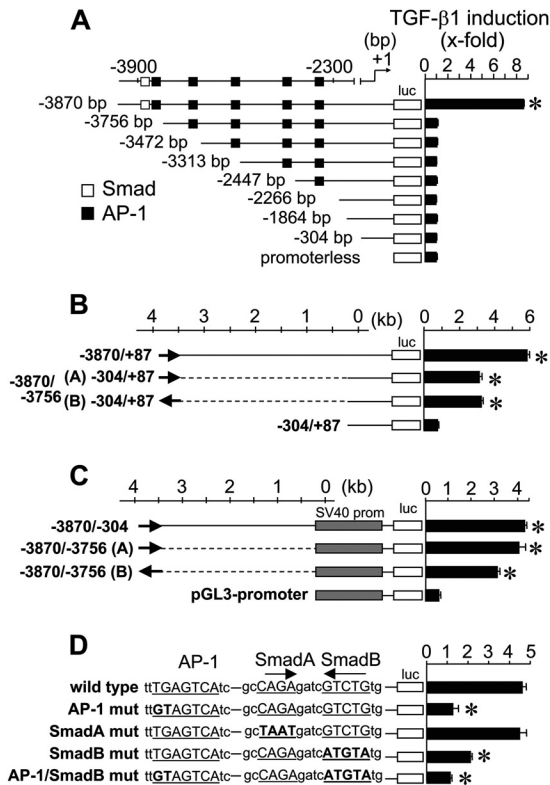 A
TGF-β1 induction
(x-fold)
-3900
-2300
(bp)
+1
0 2 4 6 8
luc
-3870 bp
*
-3756 bp
-3472 bp
-3313 bp
-2447 bp
-2266 bp
-1864 bp
-304 bp
promoterless
Smad
AP-1
B
4 3 2 1 0 (kb)
0 2 4 6
luc
-3870/+87 *
-3870/-3756
(A) -304/+87 *
(B) -304/+87 *
-304/+87
C
4 3 2 1 0 (kb)
0 1 2 3 4
SV40 prom
luc
-3870/-304 *
-3870/-3756 (A) *
-3870/-3756 (B) *
pGL3-promoter
D
AP-1 SmadA SmadB
0 1 2 3 4 5
luc
wild type ttTGAGTCAtc—gcCAGAgatcGTCTGtg
AP-1 mut ttGTAGTCAtc—gcCAGAgatcGTCTGtg *
SmadA mut ttTGAGTCAtc— gcTAATgatcGTCTGtg
SmadB mut ttTGAGTCAtc— gcCAGAgatcATGTAtg *
AP-1/SmadB mut ttGTAGTCAtc— gcCAGAgatcATGTAtg *